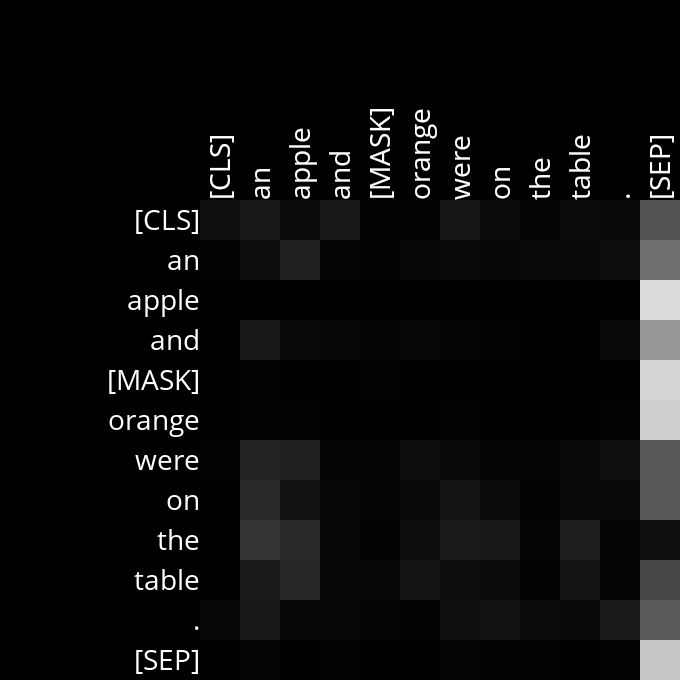 [CLS] an apple and [MASK] orange were on the table . [SEP]
[CLS]
an
apple
and
[MASK]
orange
were
on
the
table
.
[SEP]